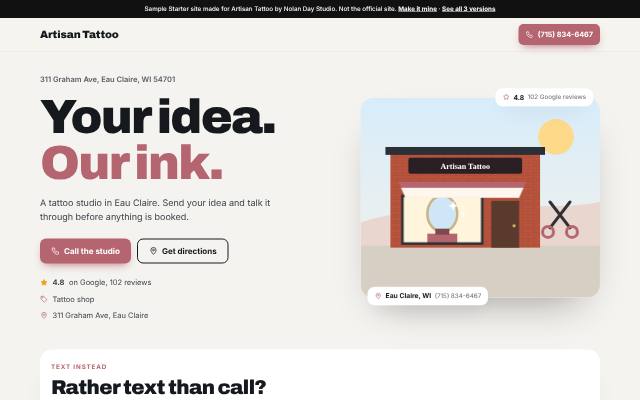 Sample Starter site made for Artisan Tattoo by Nolan Day Studio. Not the official site. Make it mine · See all 3 versions
Artisan Tattoo
(715) 834-6467
311 Graham Ave, Eau Claire, WI 54701
Your idea.
Our ink.
A tattoo studio in Eau Claire. Send your idea and talk it
through before anything is booked.
Call the studio
Get directions
4.8 on Google, 102 reviews
Tattoo shop
311 Graham Ave, Eau Claire
4.8 102 Google reviews
Artisan Tattoo
Eau Claire, WI (715) 834-6467
TEXT INSTEAD
Rather text than call?